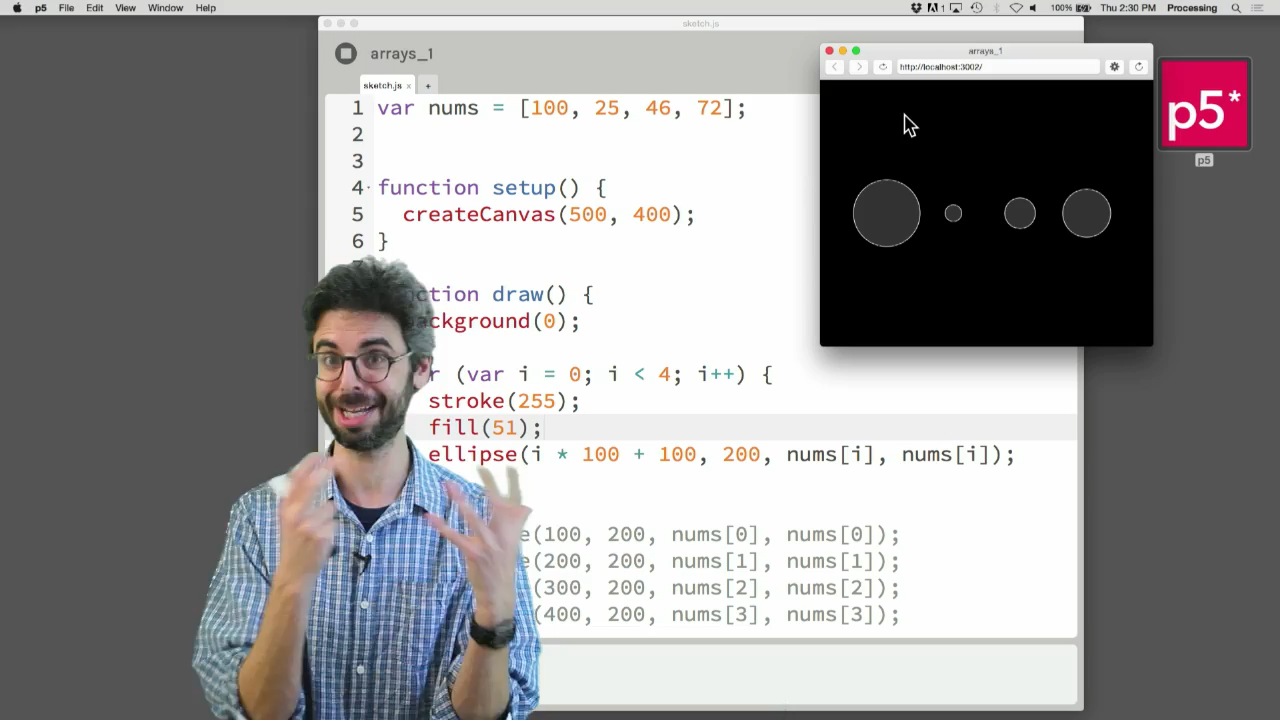 p5 File Edit View Window Help
1 100% Thu 2:30 PM Processing
sketch.js
arrays_1
sketch.js × +
1 var nums = [100, 25, 46, 72];
2
3
4 function setup() {
5 createCanvas(500, 400);
6 }
ction draw() {
ackground(0);
r (var i = 0; i < 4; i++) {
stroke(255);
fill(51);
ellipse(i * 100 + 100, 200, nums[i], nums[i]);
e(100, 200, nums[0], nums[0]);
e(200, 200, nums[1], nums[1]);
(300, 200, nums[2], nums[2]);
(400, 200, nums[3], nums[3]);
arrays_1
http://localhost:3002/
p5*
p5